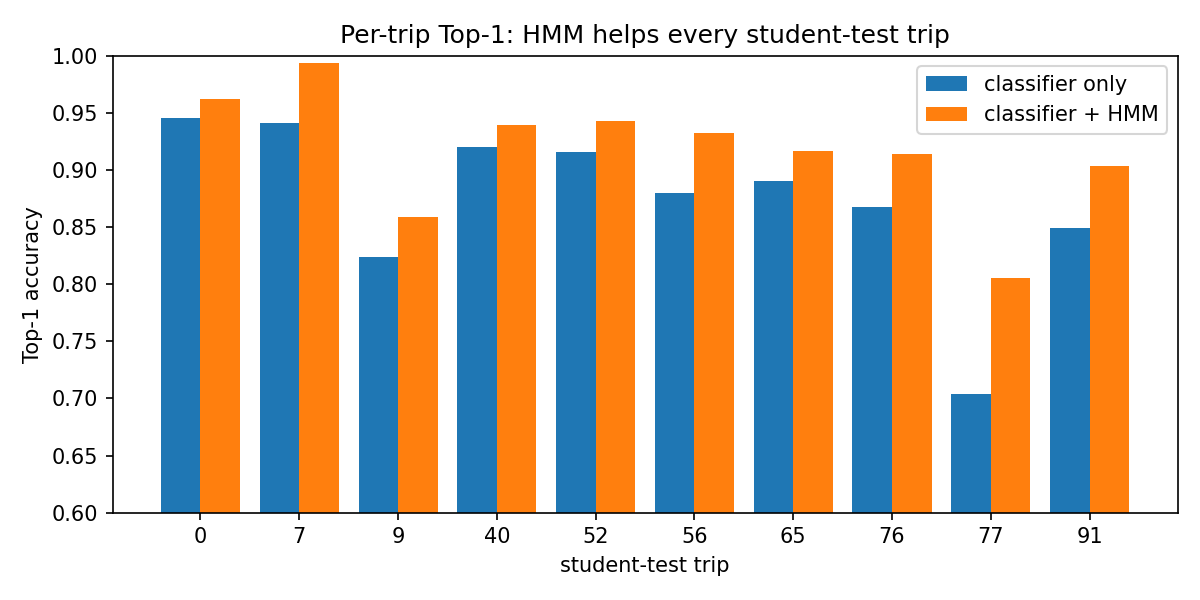 Per-trip Top-1: HMM helps every student-test trip
classifier only
classifier + HMM
Top-1 accuracy
1.00
0.95
0.90
0.85
0.80
0.75
0.70
0.65
0.60
0 7 9 40 52 56 65 76 77 91
student-test trip